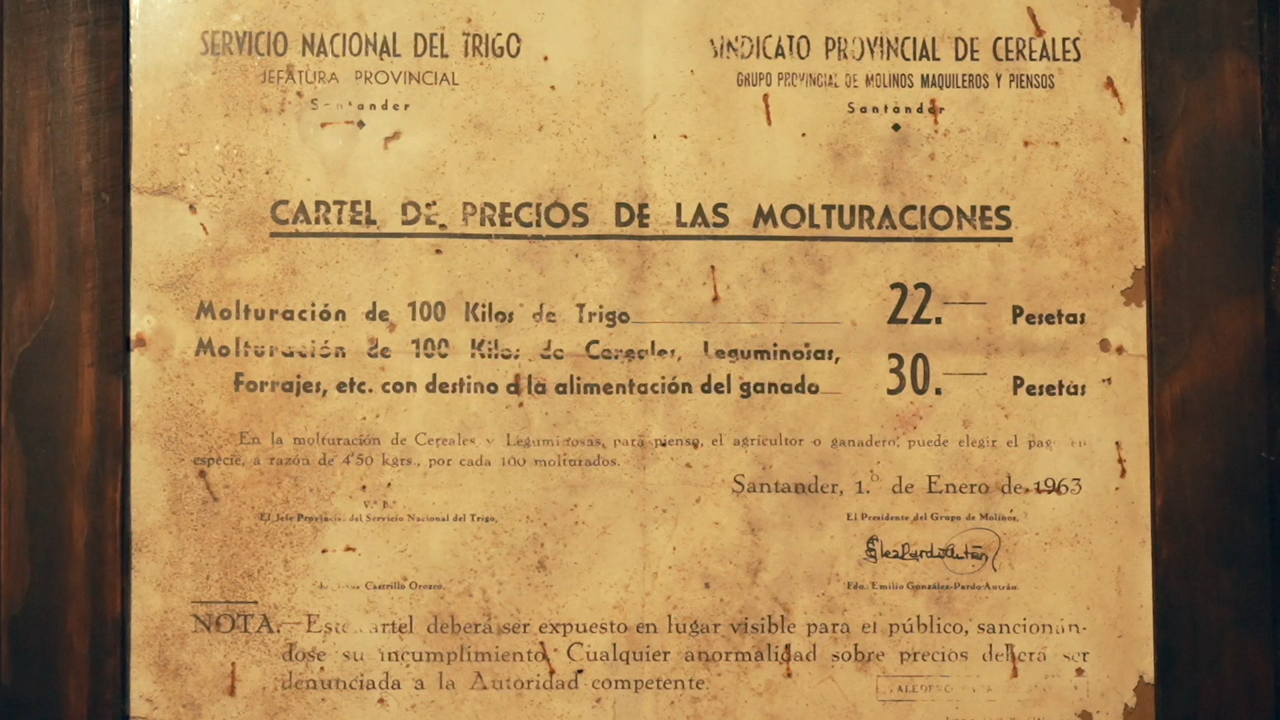 SERVICIO NACIONAL DEL TRIGO
JEFATURA PROVINCIAL
Santander
SINDICATO PROVINCIAL DE CEREALES
GRUPO PROVINCIAL DE MOLINOS MAQUILEROS Y PIENSOS
Santander
CARTEL DE PRECIOS DE LAS MOLTURACIONES
Molturación de 100 Kilos de Trigo 22.— Pesetas
Molturación de 100 Kilos de Cereales, Leguminosas,
Forrajes, etc. con destino a la alimentación del ganado 30.— Pesetas
En la molturación de Cereales y Leguminosas, para pienso, el agricultor o ganadero, puede elegir el pago en
especie, a razón de 4'50 kgrs., por cada 100 molturados.
Santander, 1.º de Enero de 1963
V.º B.º
El Jefe Provincial del Servicio Nacional del Trigo,
El Presidente del Grupo de Molinos,
Castrillo Orozco.
Fdo.: Emilio González-Pardo Antrán.
NOTA.—Este cartel deberá ser expuesto en lugar visible para el público, sancionán-
dose su incumplimiento. Cualquier anormalidad sobre precios deberá ser
denunciada a la Autoridad competente.